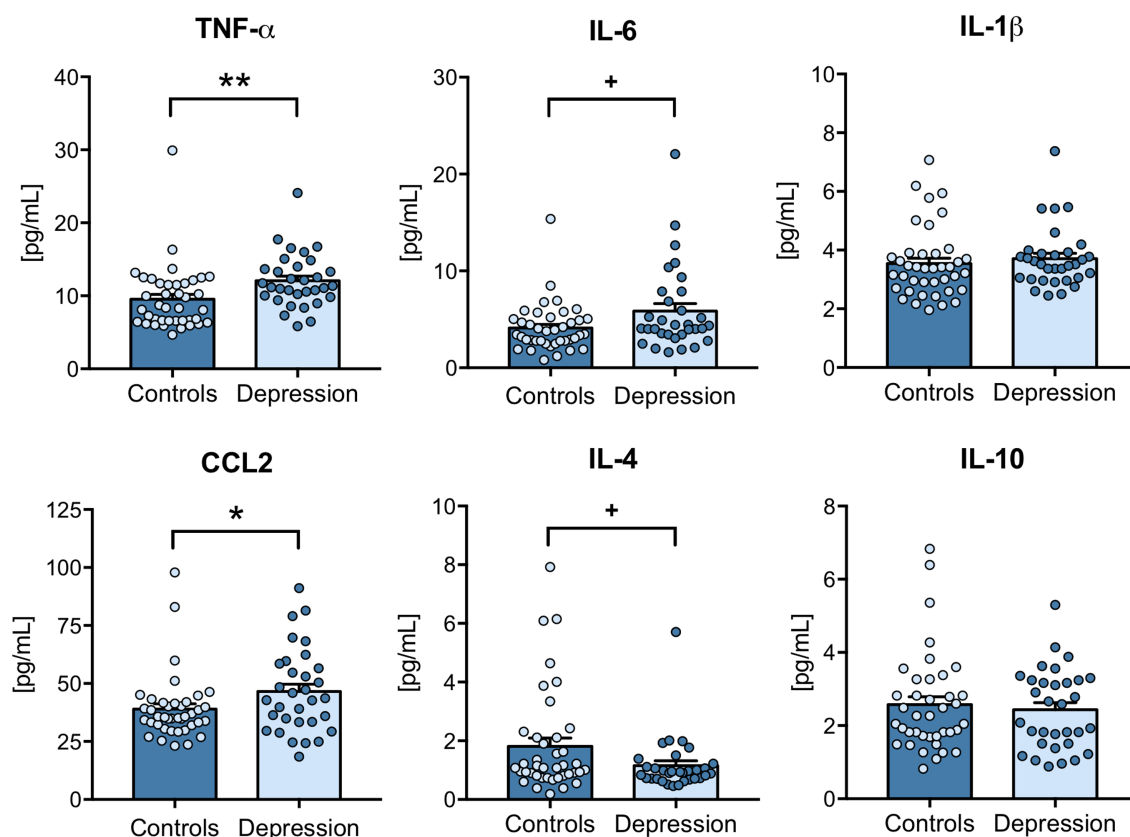 TNF-α
**
40
30
20
10
0
[pg/mL]
Controls Depression
IL-6
+
30
20
10
0
[pg/mL]
Controls Depression
IL-1β
10
8
6
4
2
0
[pg/mL]
Controls Depression
CCL2
*
125
100
75
50
25
0
[pg/mL]
Controls Depression
IL-4
+
10
8
6
4
2
0
[pg/mL]
Controls Depression
IL-10
8
6
4
2
0
[pg/mL]
Controls Depression